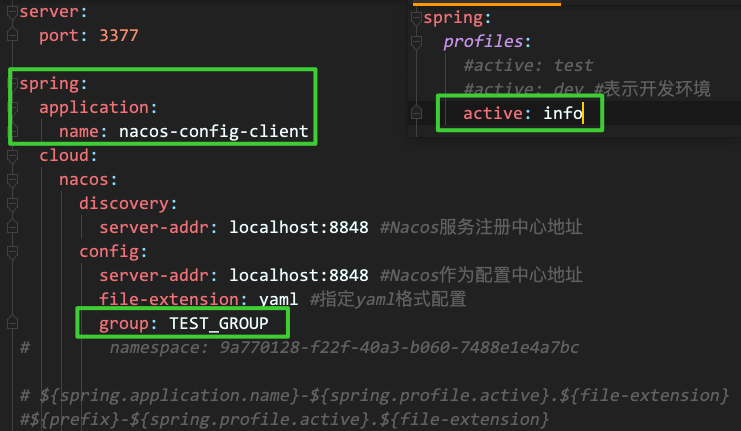 server:
  port: 3377
spring:
  application:
    name: nacos-config-client
  cloud:
    nacos:
      discovery:
        server-addr: localhost:8848 #Nacos服务注册中心地址
      config:
        server-addr: localhost:8848 #Nacos作为配置中心地址
        file-extension: yaml #指定yaml格式配置
        group: TEST_GROUP
#        namespace: 9a770128-f22f-40a3-b060-7488e1e4a7bc
# ${spring.application.name}-${spring.profile.active}.${file-extension}
#${prefix}-${spring.profile.active}.${file-extension}
spring:
  profiles:
    #active: test
    #active: dev #表示开发环境
    active: info